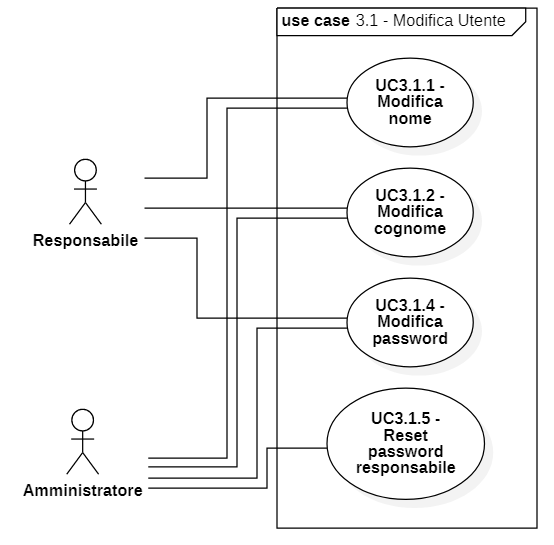 use case 3.1 - Modifica Utente
UC3.1.1 -
Modifica
nome
UC3.1.2 -
Modifica
cognome
Responsabile
UC3.1.4 -
Modifica
password
UC3.1.5 -
Reset
password
responsabile
Amministratore